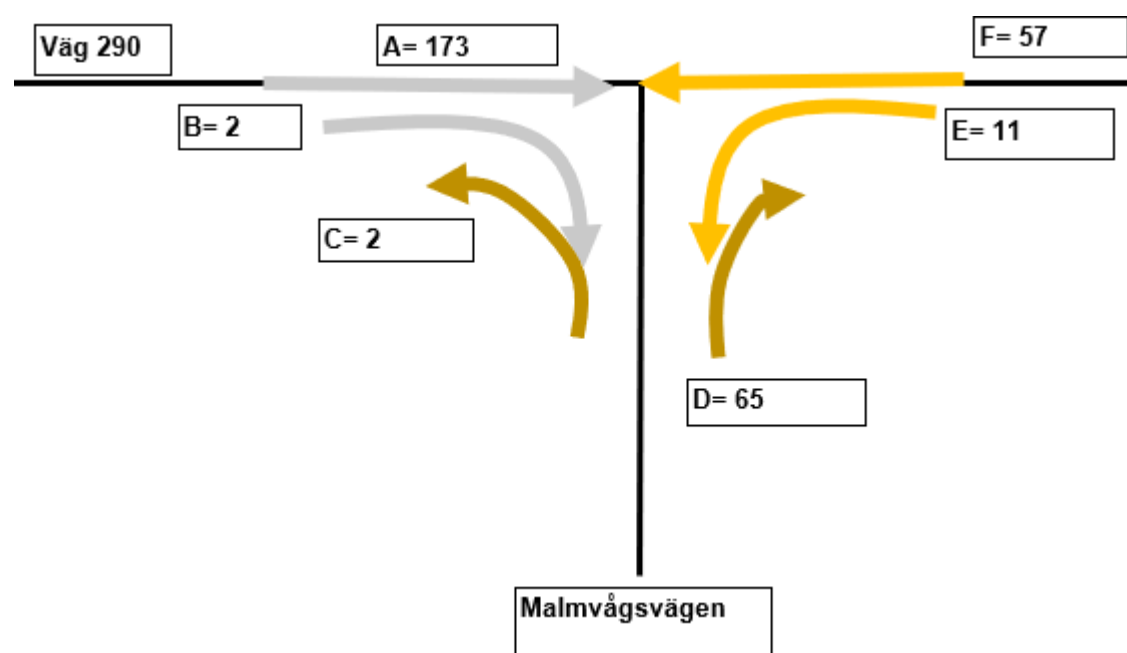 Väg 290
A= 173
F= 57
B= 2
E= 11
C= 2
D= 65
Malmvågsvägen